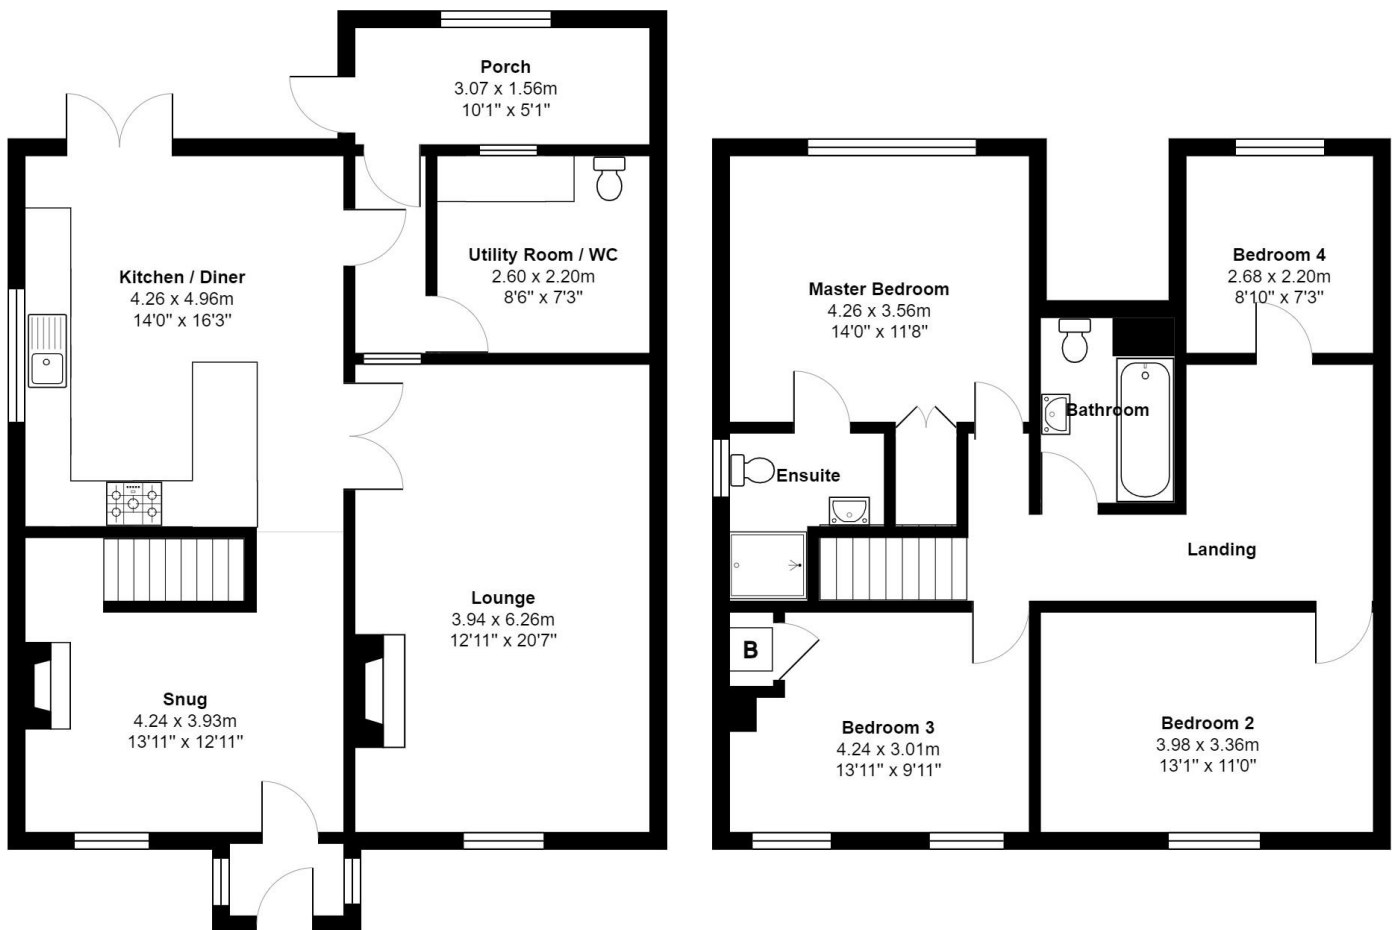 Porch
3.07 x 1.56m
10'1" x 5'1"
Kitchen / Diner
4.26 x 4.96m
14'0" x 16'3"
Utility Room / WC
2.60 x 2.20m
8'6" x 7'3"
Lounge
3.94 x 6.26m
12'11" x 20'7"
Snug
4.24 x 3.93m
13'11" x 12'11"
Master Bedroom
4.26 x 3.56m
14'0" x 11'8"
Bedroom 4
2.68 x 2.20m
8'10" x 7'3"
Bathroom
Ensuite
Landing
B
Bedroom 3
4.24 x 3.01m
13'11" x 9'11"
Bedroom 2
3.98 x 3.36m
13'1" x 11'0"